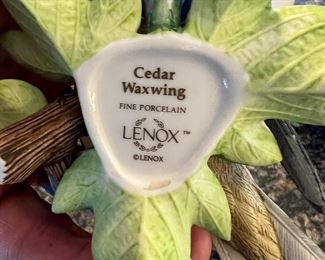 Cedar
Waxwing
FINE PORCELAIN
LENOX™
©LENOX